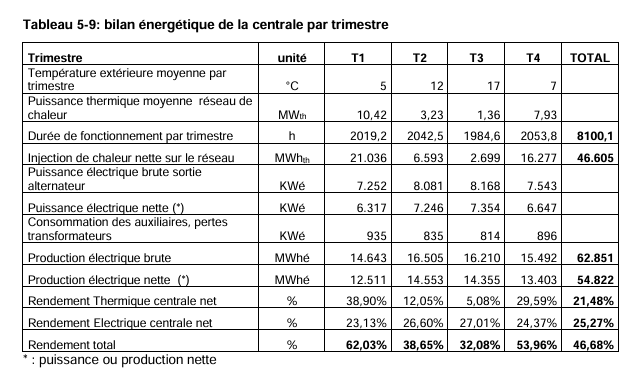 Tableau 5-9: bilan énergétique de la centrale par trimestre
Trimestre unité T1 T2 T3 T4 TOTAL
Température extérieure moyenne par
trimestre °C 5 12 17 7
Puissance thermique moyenne réseau de
chaleur MWth 10,42 3,23 1,36 7,93
Durée de fonctionnement par trimestre h 2019,2 2042,5 1984,6 2053,8 8100,1
Injection de chaleur nette sur le réseau MWhth 21.036 6.593 2.699 16.277 46.605
Puissance électrique brute sortie
alternateur KWé 7.252 8.081 8.168 7.543
Puissance électrique nette (*) KWé 6.317 7.246 7.354 6.647
Consommation des auxiliaires, pertes
transformateurs KWé 935 835 814 896
Production électrique brute MWhé 14.643 16.505 16.210 15.492 62.851
Production électrique nette (*) MWhé 12.511 14.553 14.355 13.403 54.822
Rendement Thermique centrale net % 38,90% 12,05% 5,08% 29,59% 21,48%
Rendement Electrique centrale net % 23,13% 26,60% 27,01% 24,37% 25,27%
Rendement total % 62,03% 38,65% 32,08% 53,96% 46,68%
* : puissance ou production nette